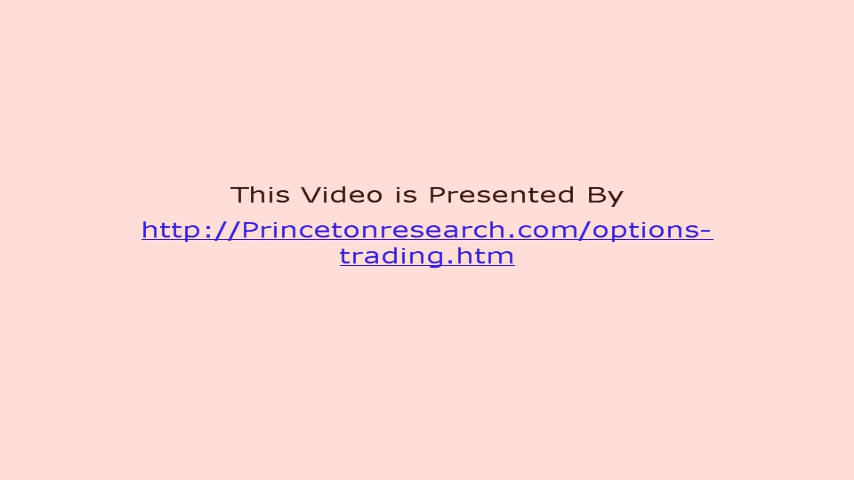 This Video is Presented By
http://Princetonresearch.com/options-
trading.htm